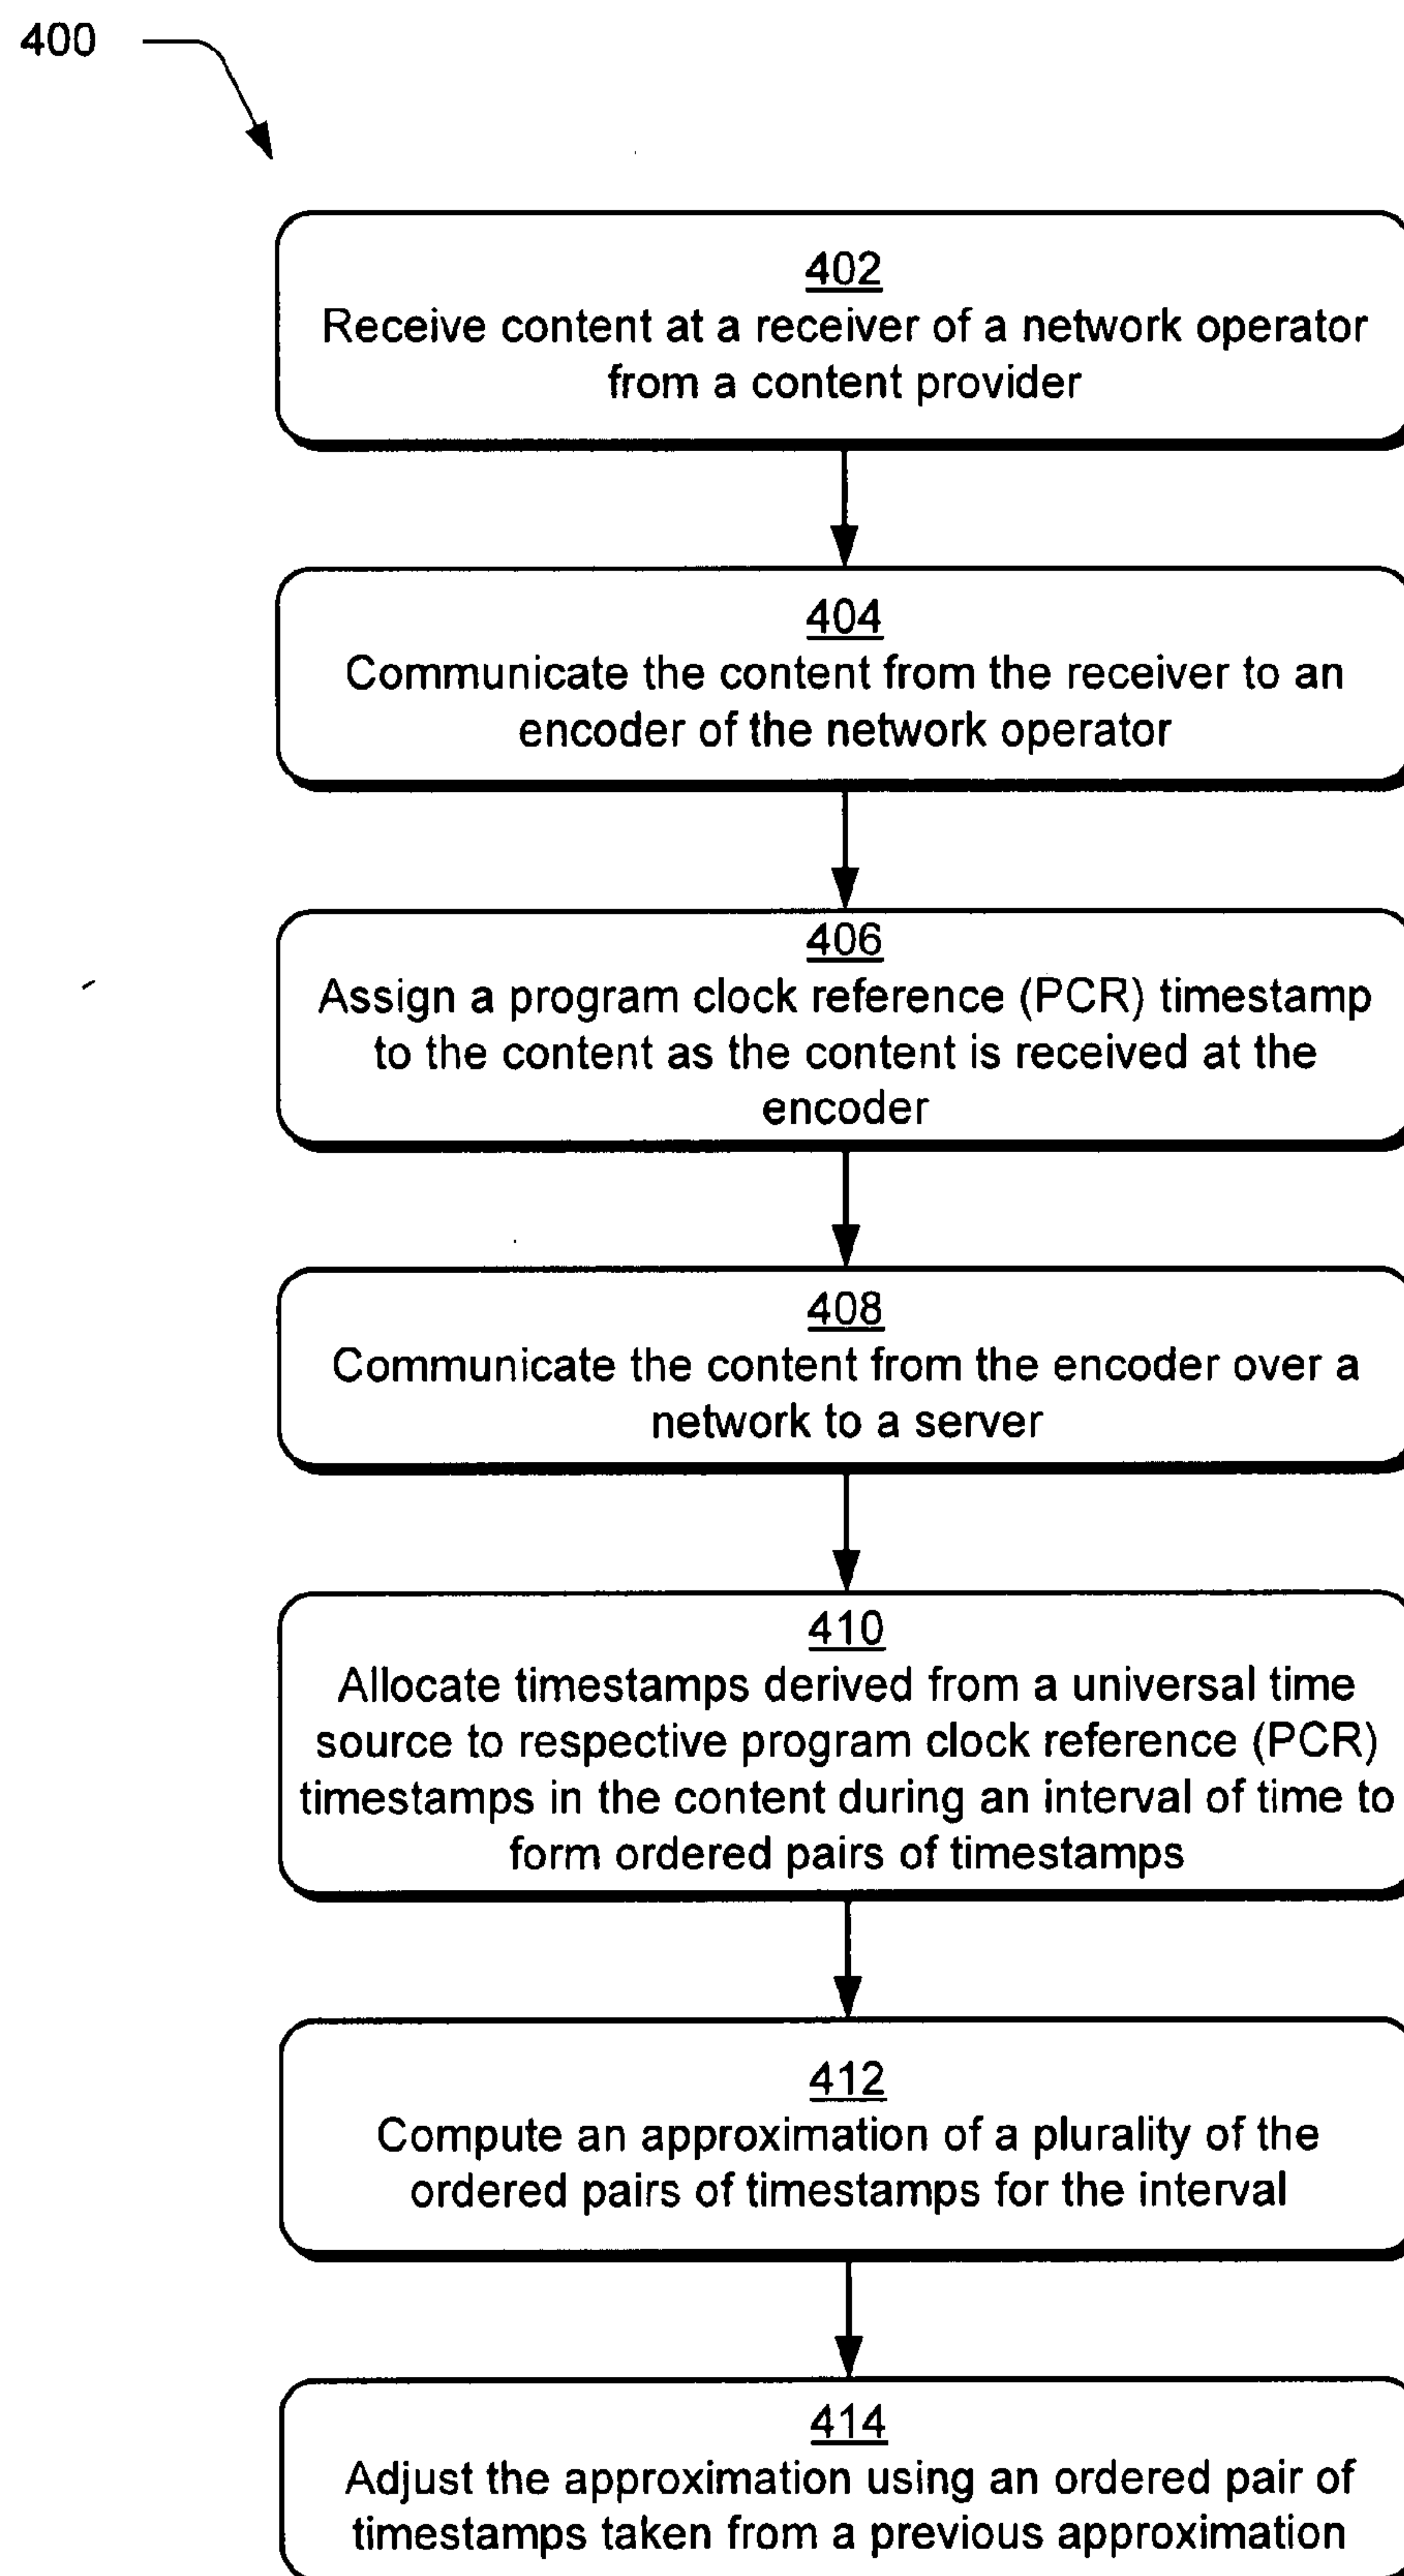 400
402
Receive content at a receiver of a network operator
from a content provider
404
Communicate the content from the receiver to an
encoder of the network operator
406
Assign a program clock reference (PCR) timestamp
to the content as the content is received at the
encoder
408
Communicate the content from the encoder over a
network to a server
410
Allocate timestamps derived from a universal time
source to respective program clock reference (PCR)
timestamps in the content during an interval of time to
form ordered pairs of timestamps
412
Compute an approximation of a plurality of the
ordered pairs of timestamps for the interval
414
Adjust the approximation using an ordered pair of
timestamps taken from a previous approximation